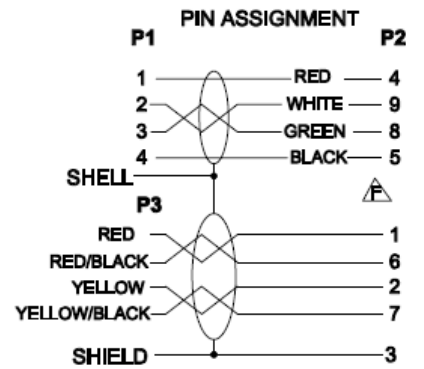 PIN ASSIGNMENT
P1 P2
1 RED 4
2 WHITE 9
3 GREEN 8
4 BLACK 5
SHELL
F
P3
RED 1
RED/BLACK 6
YELLOW 2
YELLOW/BLACK 7
SHIELD 3